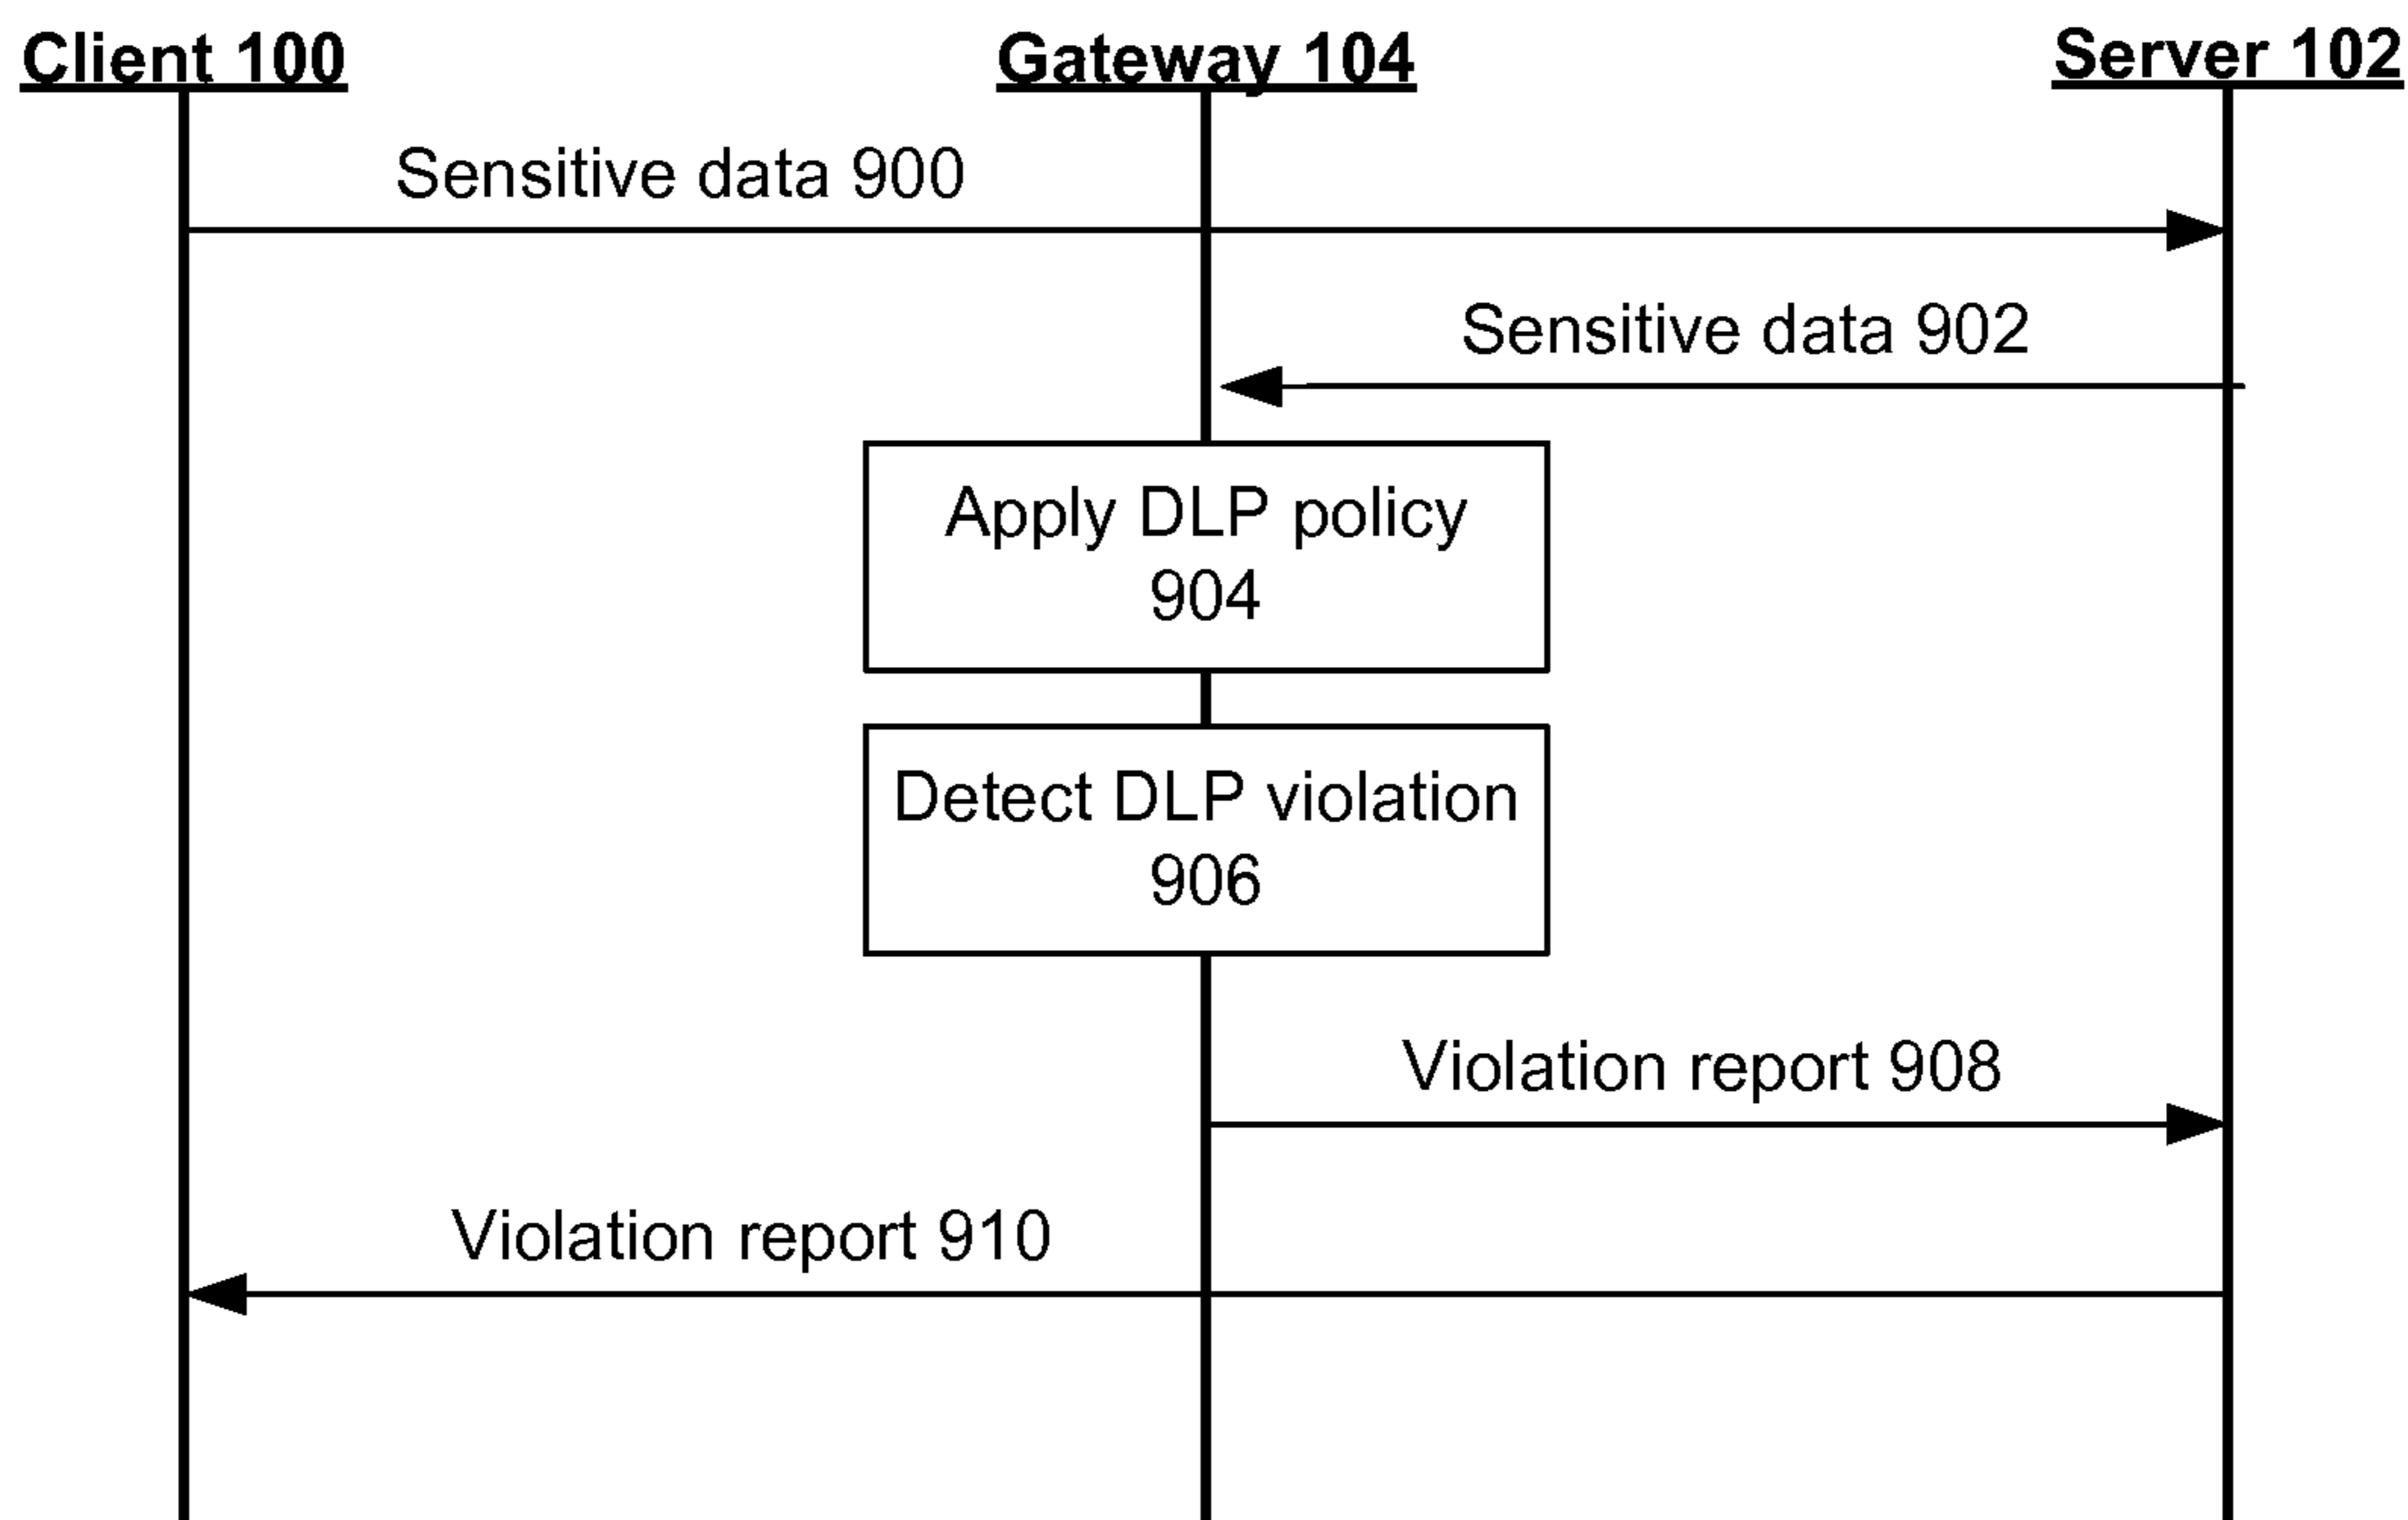 Client 100
Gateway 104
Server 102
Sensitive data 900
Sensitive data 902
Apply DLP policy
904
Detect DLP violation
906
Violation report 908
Violation report 910